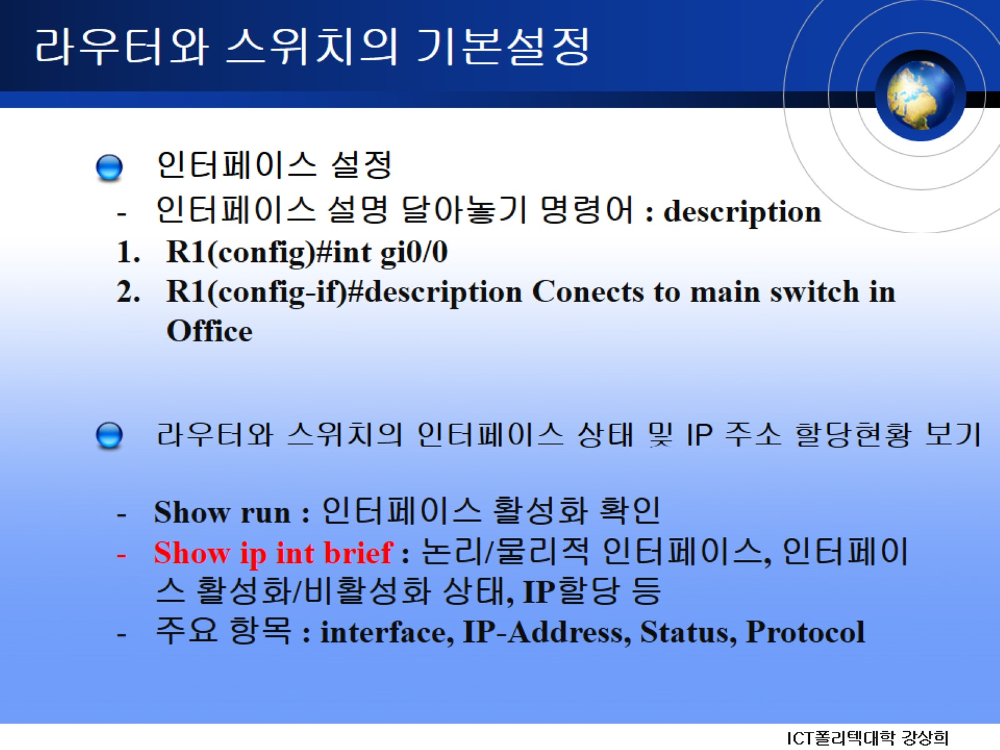 라우터와 스위치의 기본설정
인터페이스 설정
- 인터페이스 설명 달아놓기 명령어 : description
1. R1(config)#int gi0/0
2. R1(config-if)#description Conects to main switch in
Office
라우터와 스위치의 인터페이스 상태 및 IP 주소 할당현황 보기
- Show run : 인터페이스 활성화 확인
- Show ip int brief : 논리/물리적 인터페이스, 인터페이
스 활성화/비활성화 상태, IP할당 등
- 주요 항목 : interface, IP-Address, Status, Protocol
ICT폴리텍대학 강상희